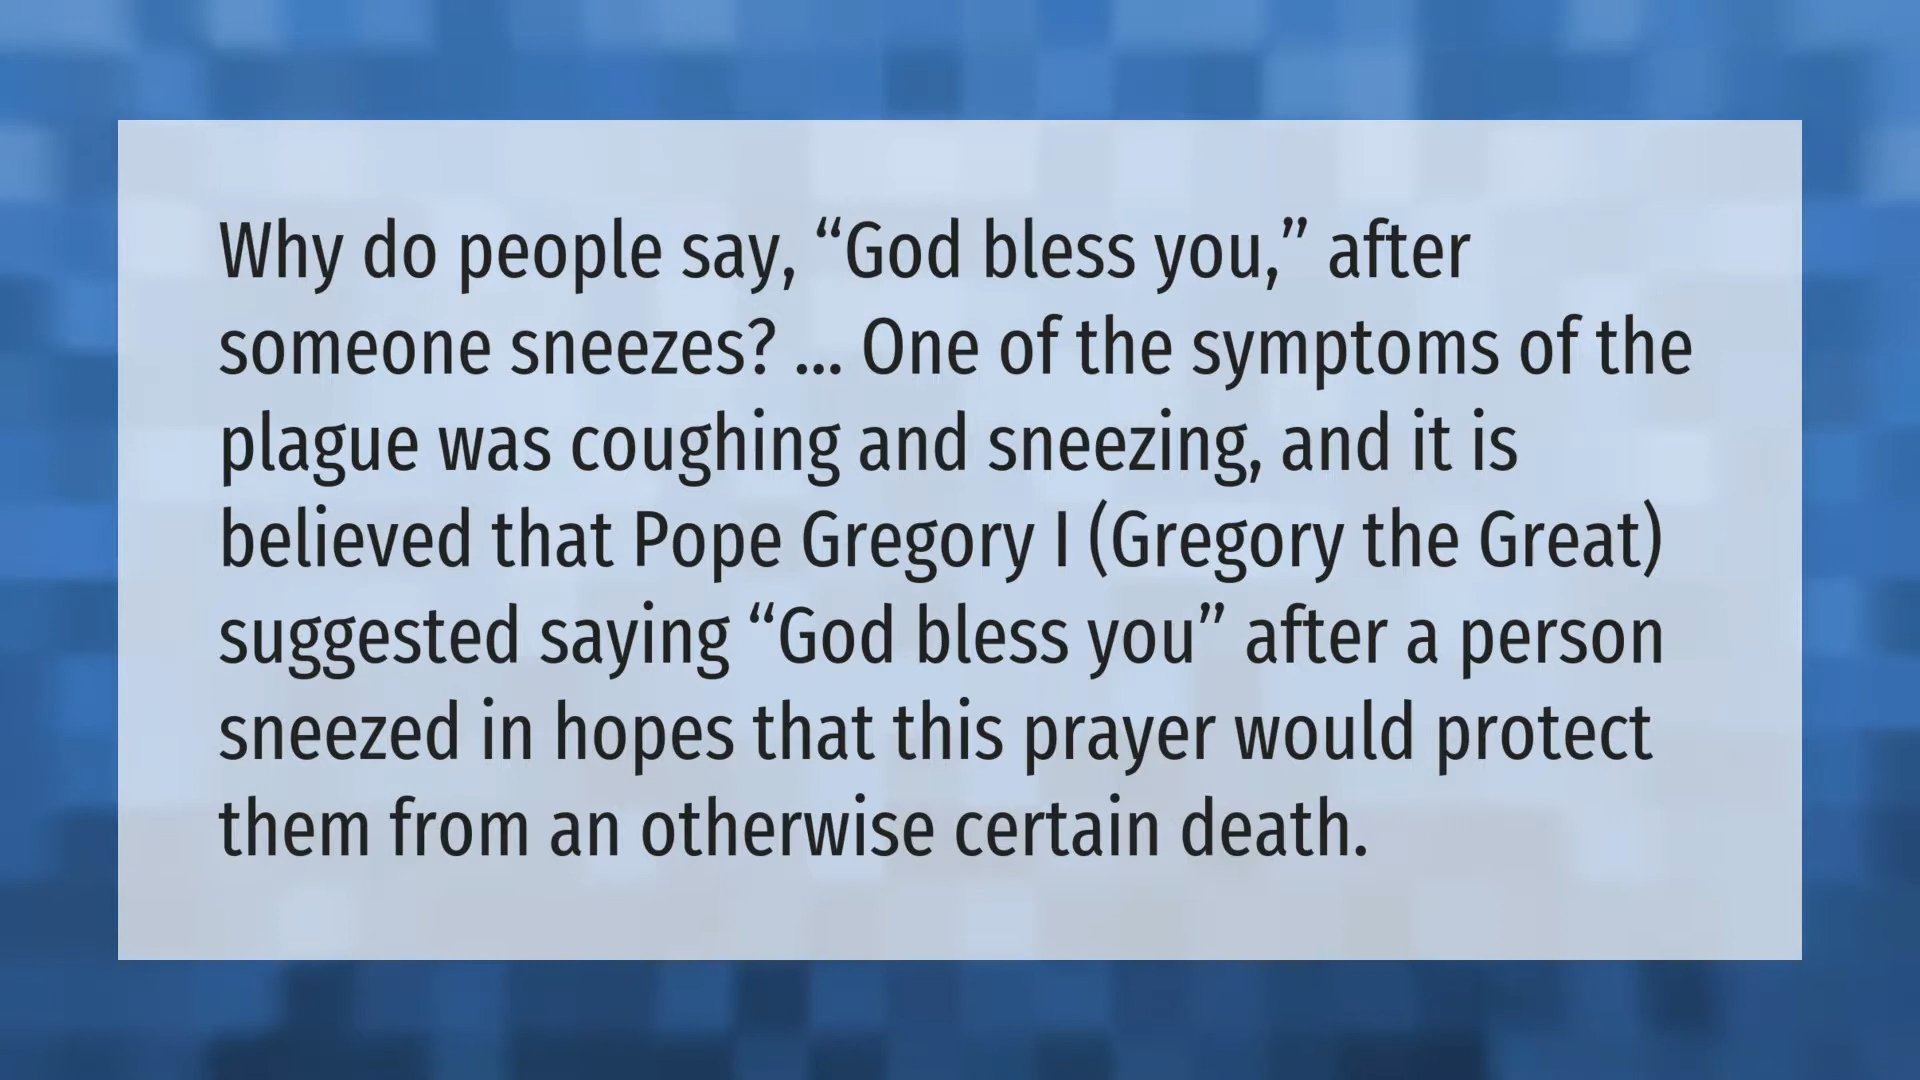 Why do people say, “God bless you,” after
someone sneezes? ... One of the symptoms of the
plague was coughing and sneezing, and it is
believed that Pope Gregory I (Gregory the Great)
suggested saying “God bless you” after a person
sneezed in hopes that this prayer would protect
them from an otherwise certain death.